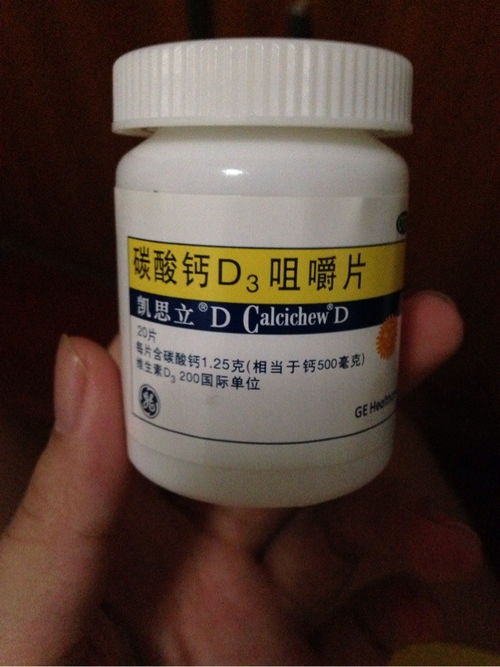 碳酸钙D₃咀嚼片
凯思立®D Calcichew®D
20片
每片含碳酸钙1.25克(相当于钙500毫克)
维生素D₃ 200国际单位
GE
GE Health